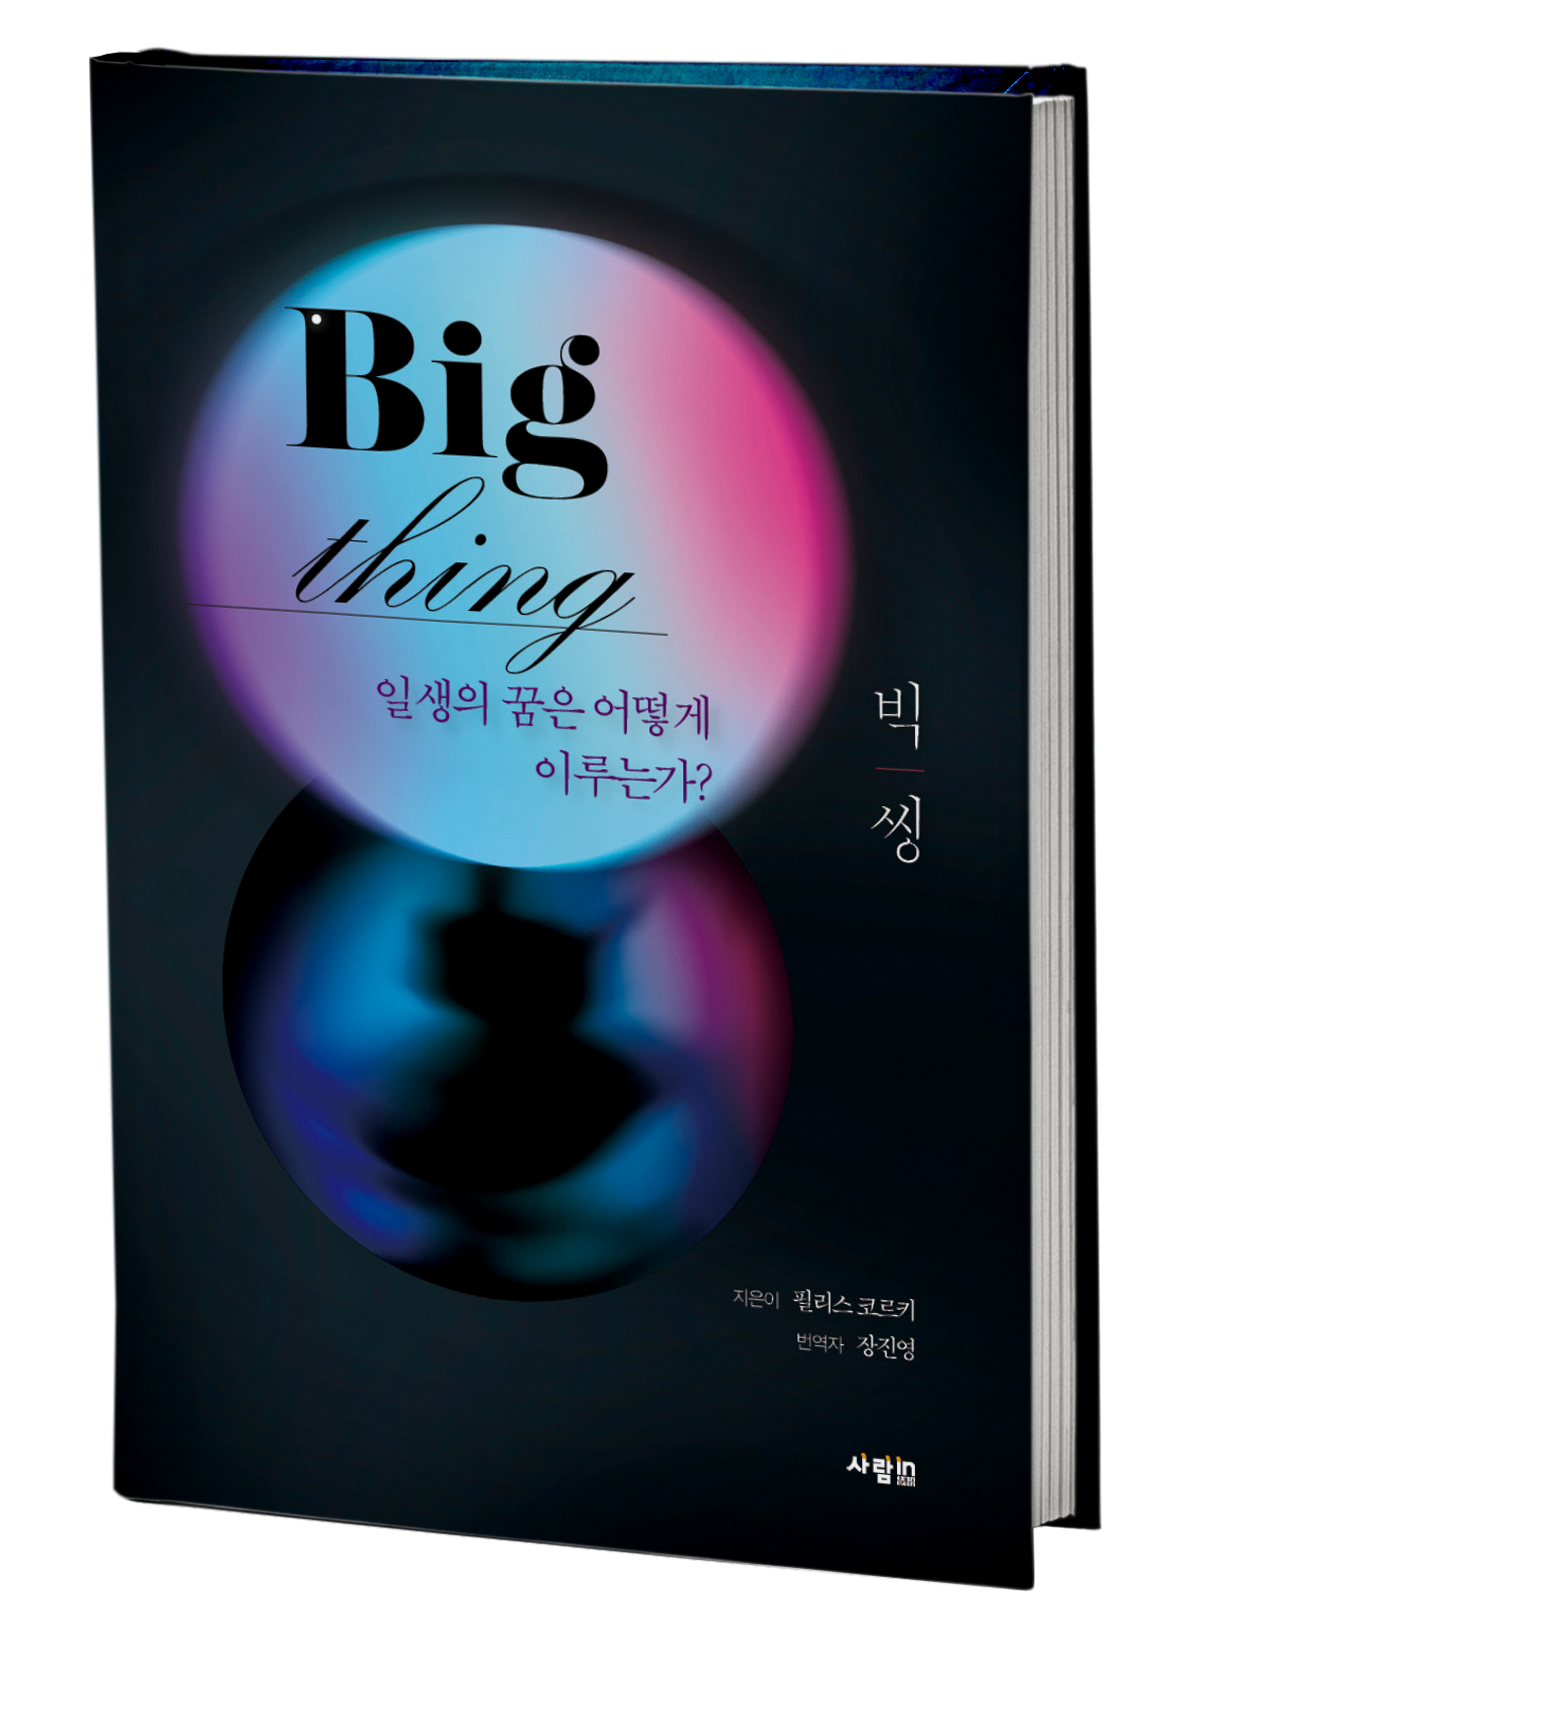 Big
thing
일생의 꿈은 어떻게
이루는가?
빅
씽
지은이 필리스 코르키
번역자 장진영
사람in